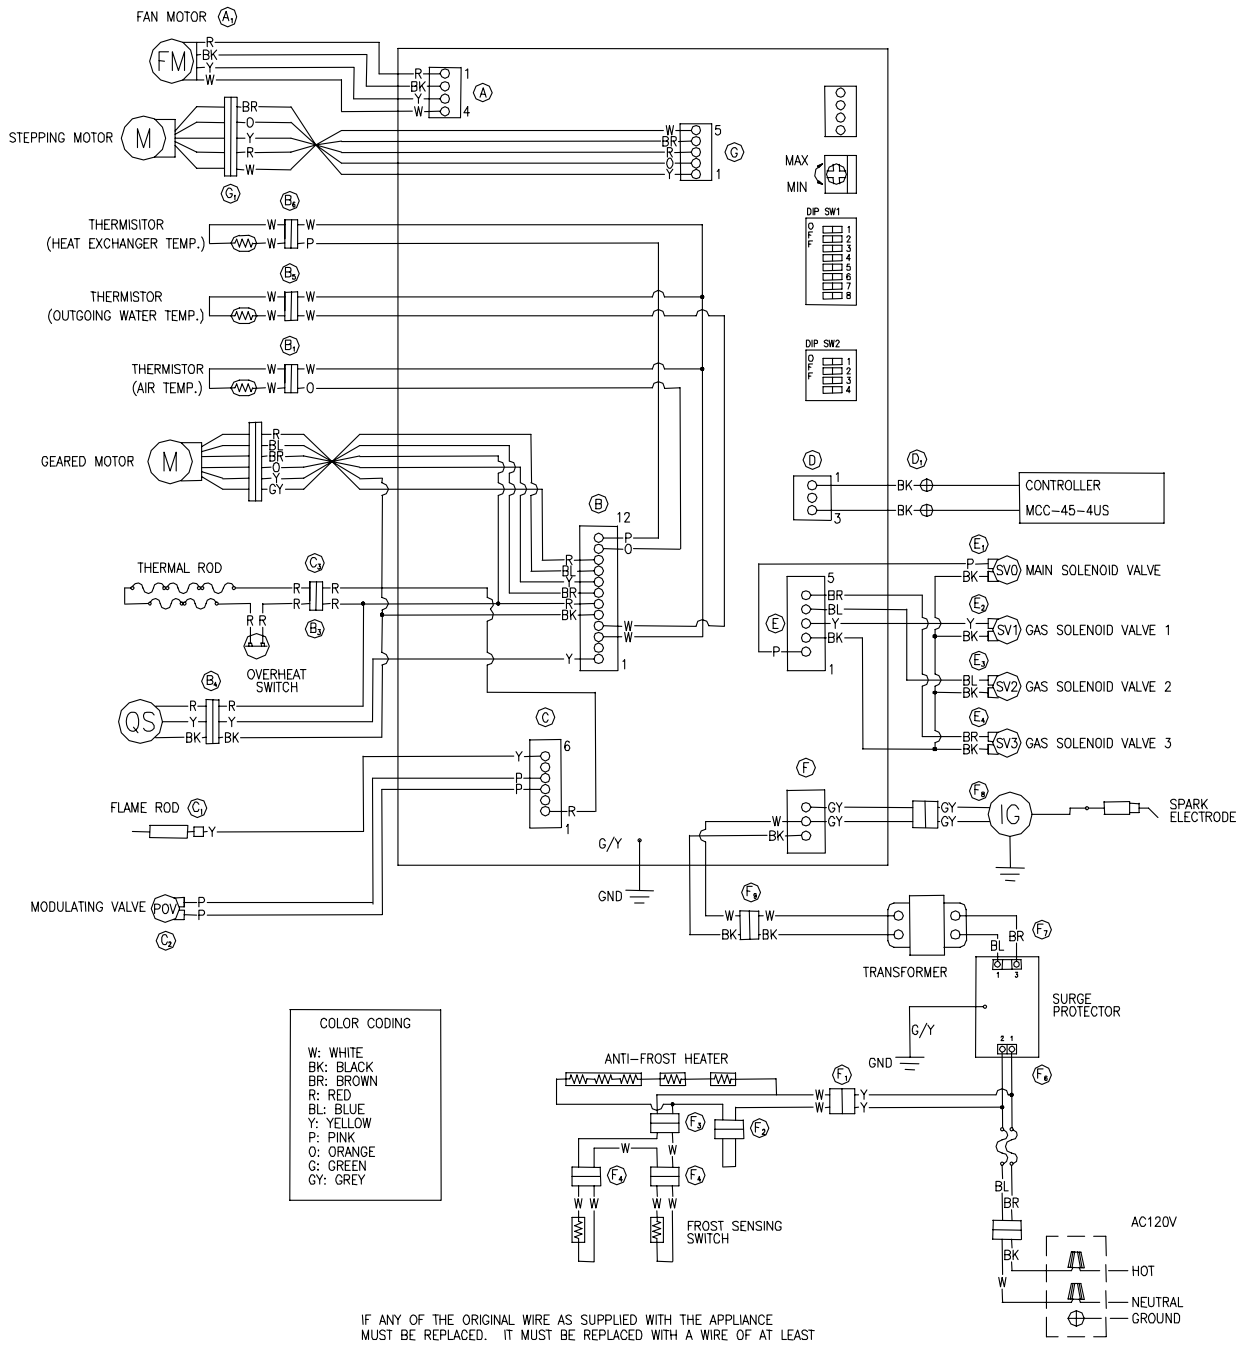 FAN MOTOR A1
FM
R
BK
Y
W
R
BK
Y
W
1
4
A
STEPPING MOTOR
M
BR
O
Y
R
W
G1
W
BR
R
O
Y
5
1
G
MAX
MIN
DIP SW1
OFF
1
2
3
4
5
6
7
8
DIP SW2
OFF
1
2
3
4
B6
THERMISITOR
(HEAT EXCHANGER TEMP.)
W W
W P
B5
THERMISTOR
(OUTGOING WATER TEMP.)
W W
W W
B1
THERMISTOR
(AIR TEMP.)
W W
W O
GEARED MOTOR
M
R
BL
BR
O
Y
GY
B
12
P
O
R
BL
Y
BR
R
BK
W
W
Y
1
D
1
3
D1
BK
BK
CONTROLLER
MCC-45-4US
THERMAL ROD
C3
R R
R R
B3
R R
OVERHEAT
SWITCH
B4
QS
R R
Y Y
BK BK
E
5
BR
BL
Y
BK
P
1
E1
P
BK
SV0 MAIN SOLENOID VALVE
E2
Y
BK
SV1 GAS SOLENOID VALVE 1
E3
BL
BK
SV2 GAS SOLENOID VALVE 2
E4
BR
BK
SV3 GAS SOLENOID VALVE 3
C
6
Y
P
P
R
1
FLAME ROD C1
Y
MODULATING VALVE POV
P
P
C2
G/Y
GND
F
W
BK
GY
GY
F8
GY
GY
IG
SPARK
ELECTRODE
F9
W W
BK BK
TRANSFORMER
BL
BR
F7
1 3
SURGE
PROTECTOR
G/Y
GND
2 1
F6
COLOR CODING
W: WHITE
BK: BLACK
BR: BROWN
R: RED
BL: BLUE
Y: YELLOW
P: PINK
O: ORANGE
G: GREEN
GY: GREY
ANTI-FROST HEATER
F1
W Y
W Y
F3
F2
W
W
F4
F4
W W
W W
FROST SENSING
SWITCH
BL
BR
BK
W
AC120V
HOT
NEUTRAL
GROUND
IF ANY OF THE ORIGINAL WIRE AS SUPPLIED WITH THE APPLIANCE
MUST BE REPLACED. IT MUST BE REPLACED WITH A WIRE OF AT LEAST